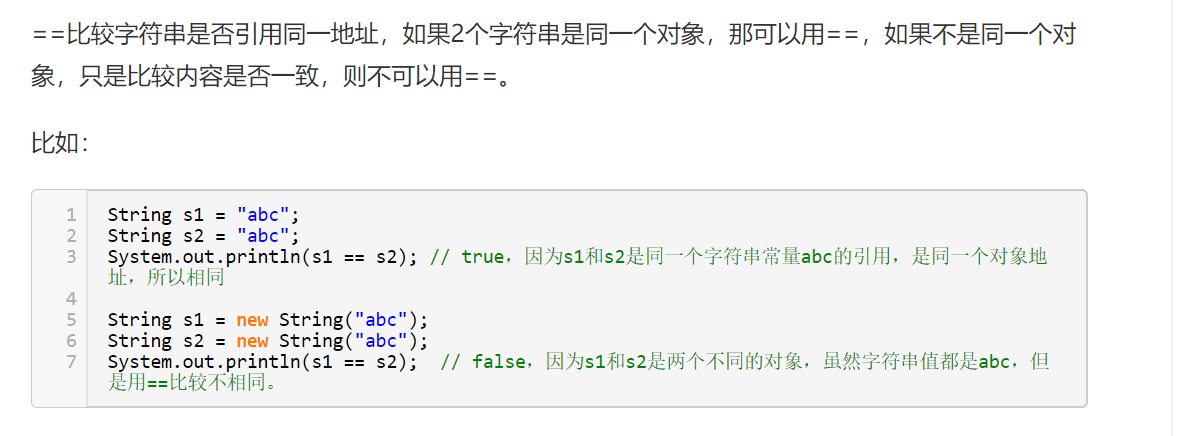 ==比较字符串是否引用同一地址，如果2个字符串是同一个对象，那可以用==，如果不是同一个对
象，只是比较内容是否一致，则不可以用==。
比如：
1 String s1 = "abc";
2 String s2 = "abc";
3 System.out.println(s1 == s2); // true，因为s1和s2是同一个字符串常量abc的引用，是同一个对象地
址，所以相同
4
5 String s1 = new String("abc");
6 String s2 = new String("abc");
7 System.out.println(s1 == s2);  // false，因为s1和s2是两个不同的对象，虽然字符串值都是abc，但
是用==比较不相同。